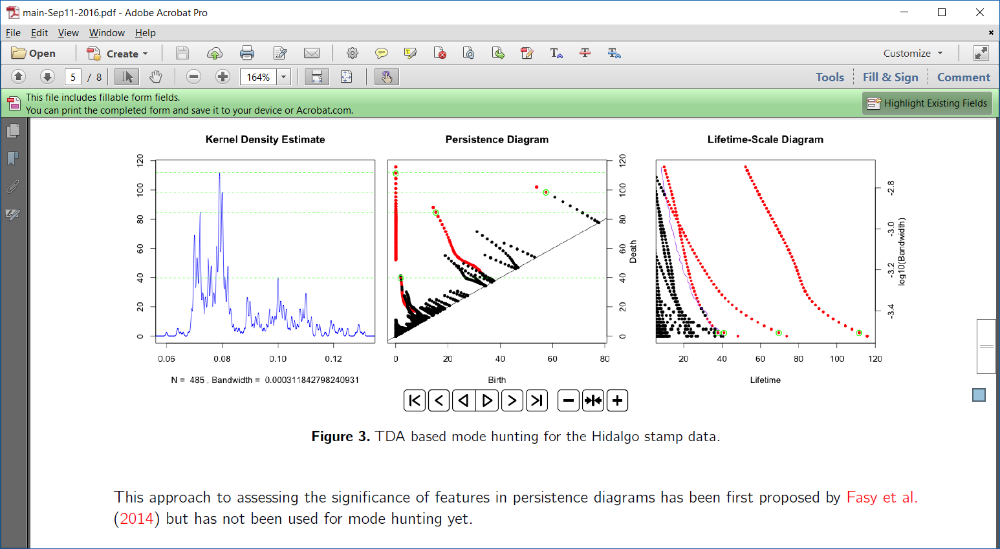 main-Sep11-2016.pdf - Adobe Acrobat Pro
File Edit View Window Help
Open Create Customize
5 / 8 164% Tools Fill & Sign Comment
This file includes fillable form fields.
You can print the completed form and save it to your device or Acrobat.com.
Highlight Existing Fields
Kernel Density Estimate
0 20 40 60 80 100 120
0.06 0.08 0.10 0.12
N = 485 , Bandwidth = 0.000311842798240931
Persistence Diagram
0 20 40 60 80 100 120
Death
0 20 40 60 80
Birth
Lifetime-Scale Diagram
-3.4 -3.2 -3.0 -2.8
log10(Bandwidth)
20 40 60 80 100 120
Lifetime
Figure 3. TDA based mode hunting for the Hidalgo stamp data.
This approach to assessing the significance of features in persistence diagrams has been first proposed by Fasy et al.
(2014) but has not been used for mode hunting yet.